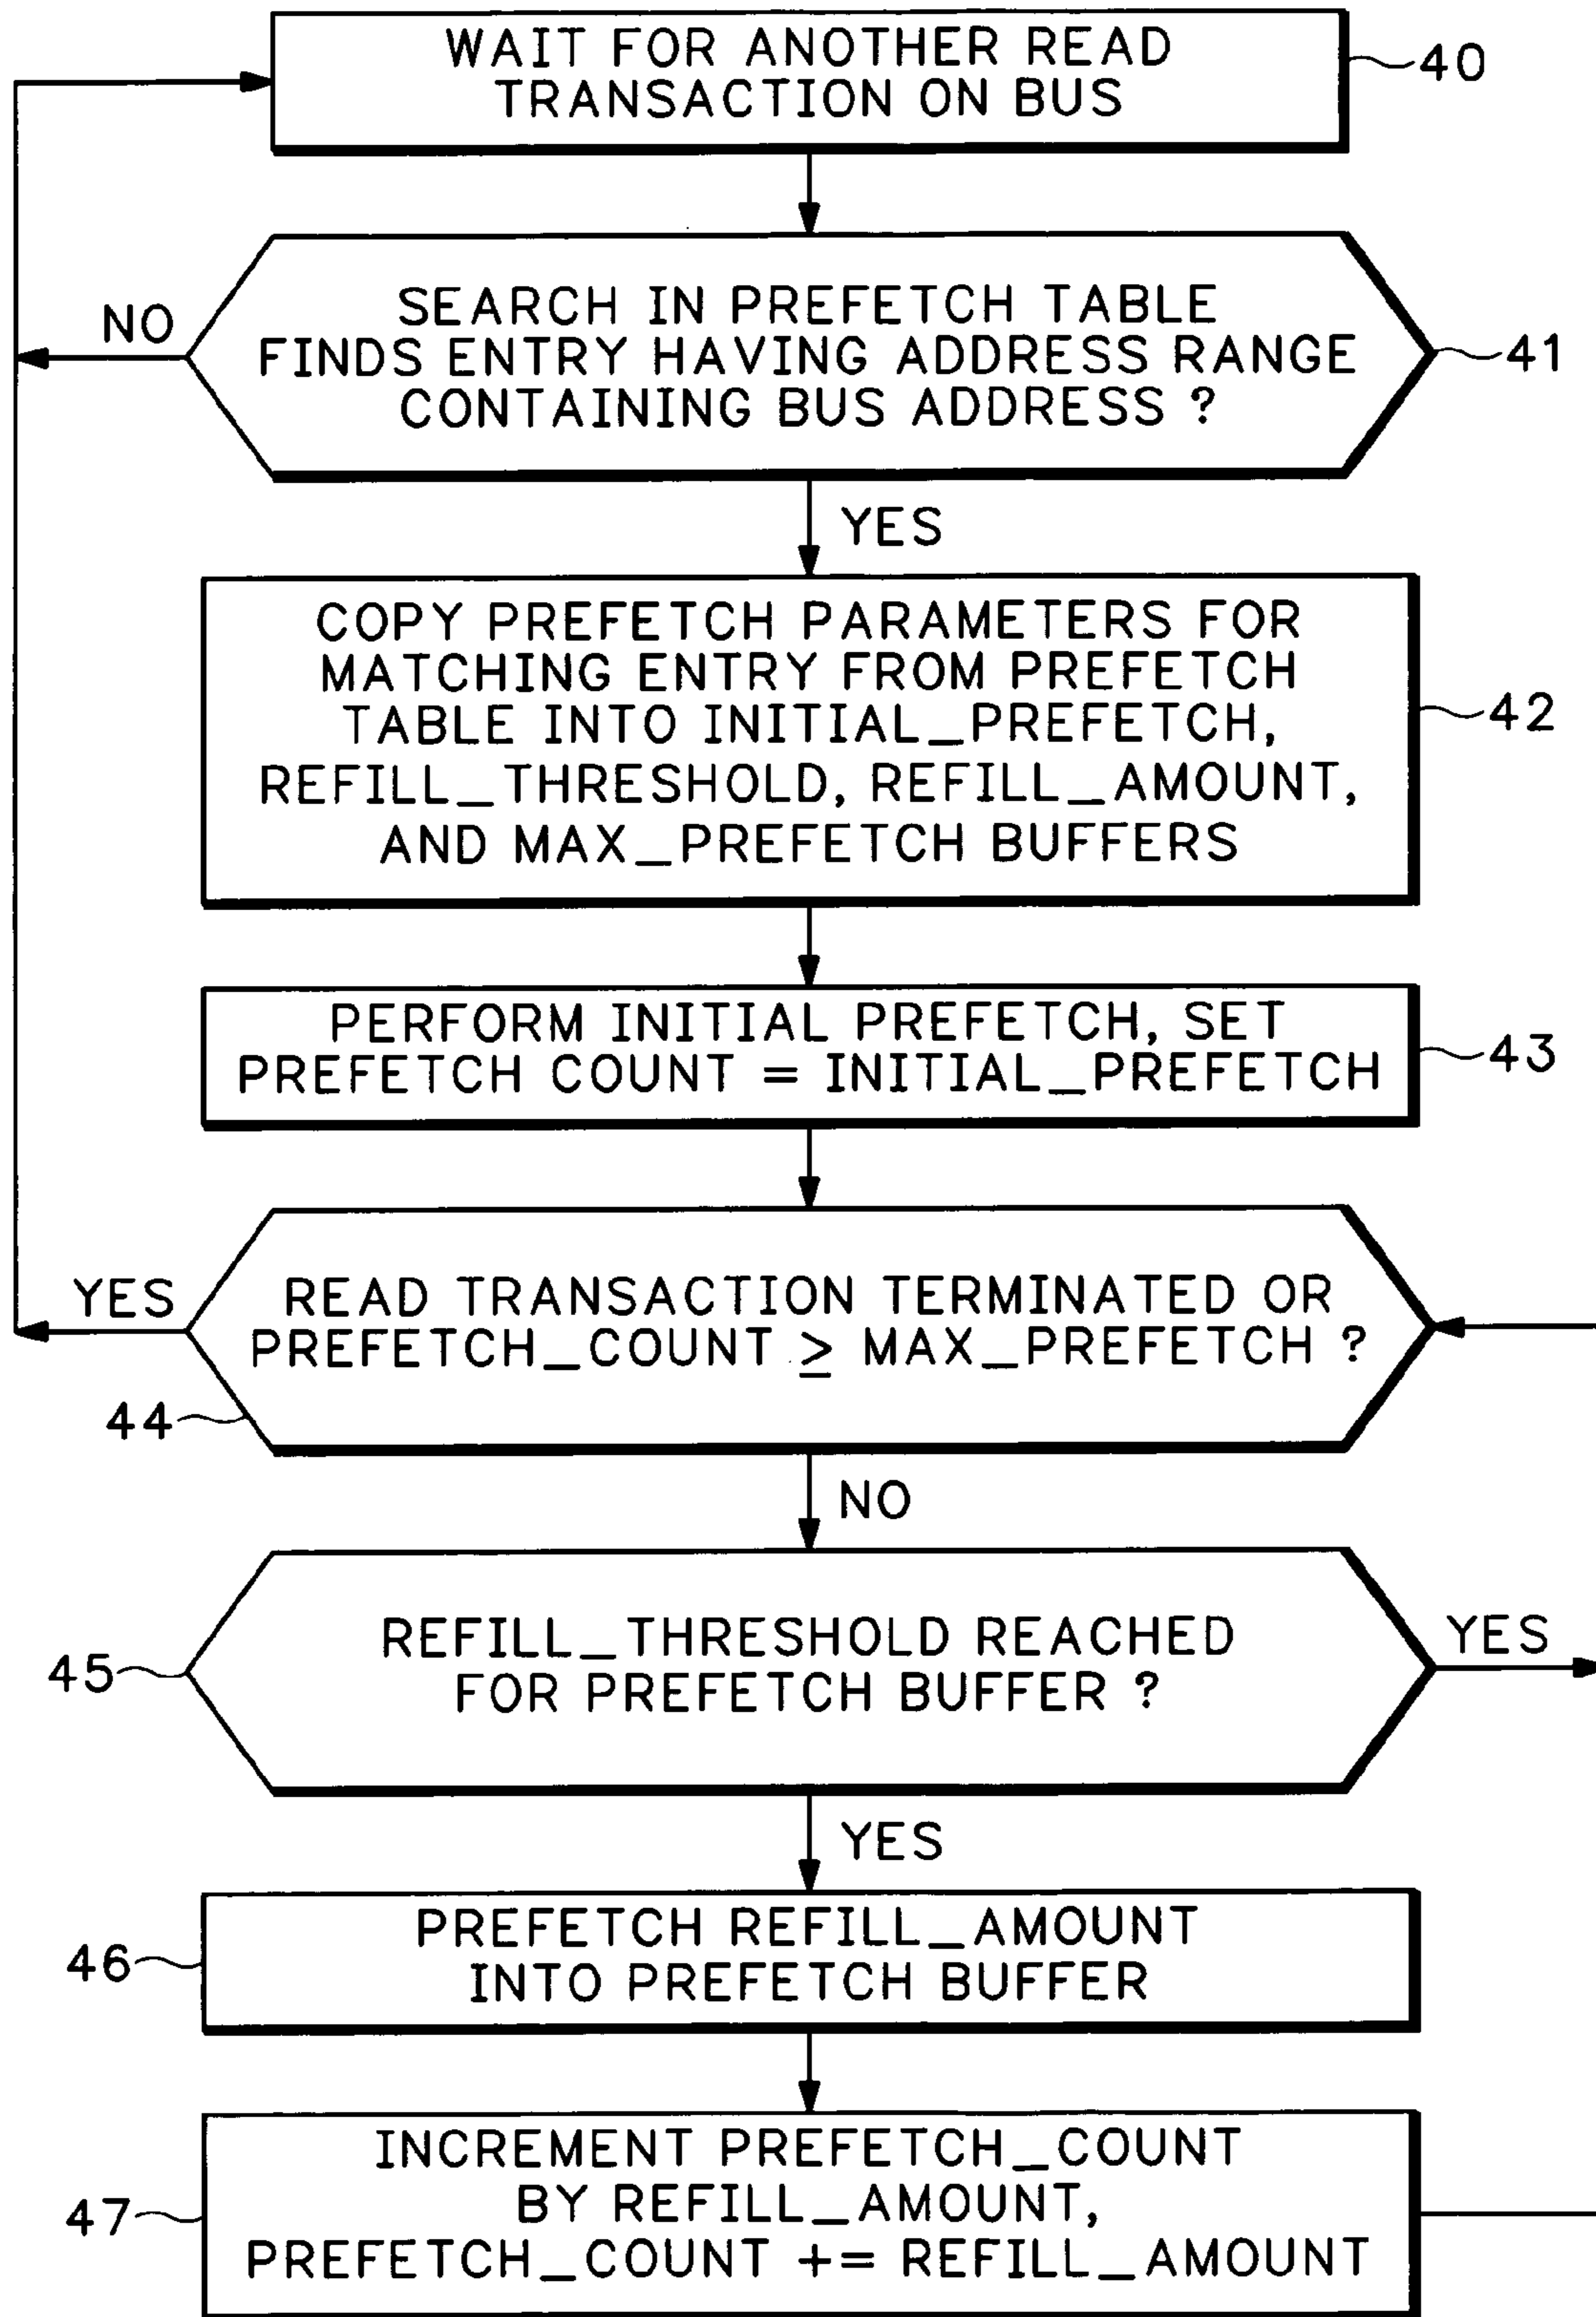 WAIT FOR ANOTHER READ
TRANSACTION ON BUS
40
NO
SEARCH IN PREFETCH TABLE
FINDS ENTRY HAVING ADDRESS RANGE
CONTAINING BUS ADDRESS ?
41
YES
COPY PREFETCH PARAMETERS FOR
MATCHING ENTRY FROM PREFETCH
TABLE INTO INITIAL_PREFETCH,
REFILL_THRESHOLD, REFILL_AMOUNT,
AND MAX_PREFETCH BUFFERS
42
PERFORM INITIAL PREFETCH, SET
PREFETCH COUNT = INITIAL_PREFETCH
43
YES
READ TRANSACTION TERMINATED OR
PREFETCH_COUNT ≥ MAX_PREFETCH ?
44
NO
REFILL_THRESHOLD REACHED
FOR PREFETCH BUFFER ?
45
YES
YES
PREFETCH REFILL_AMOUNT
INTO PREFETCH BUFFER
46
INCREMENT PREFETCH_COUNT
BY REFILL_AMOUNT,
PREFETCH_COUNT += REFILL_AMOUNT
47